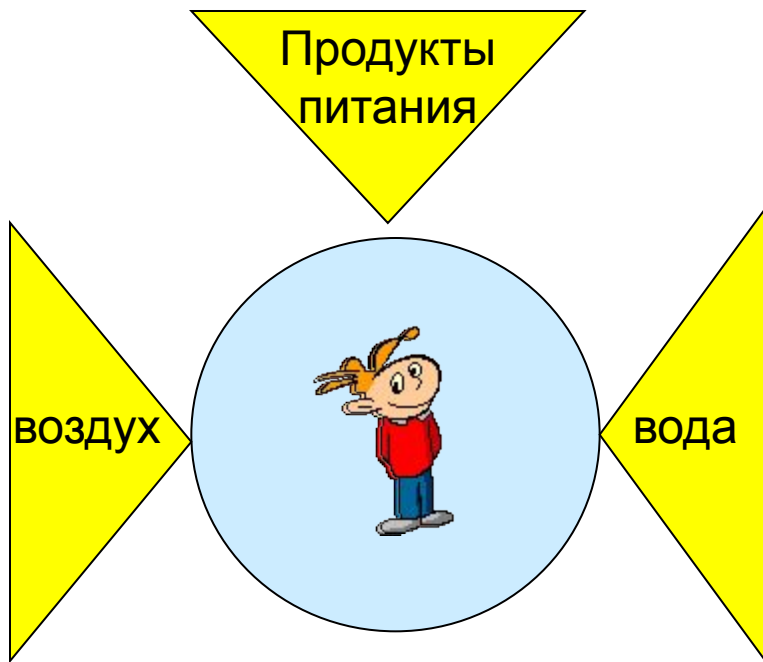 Продукты
питания
воздух
вода